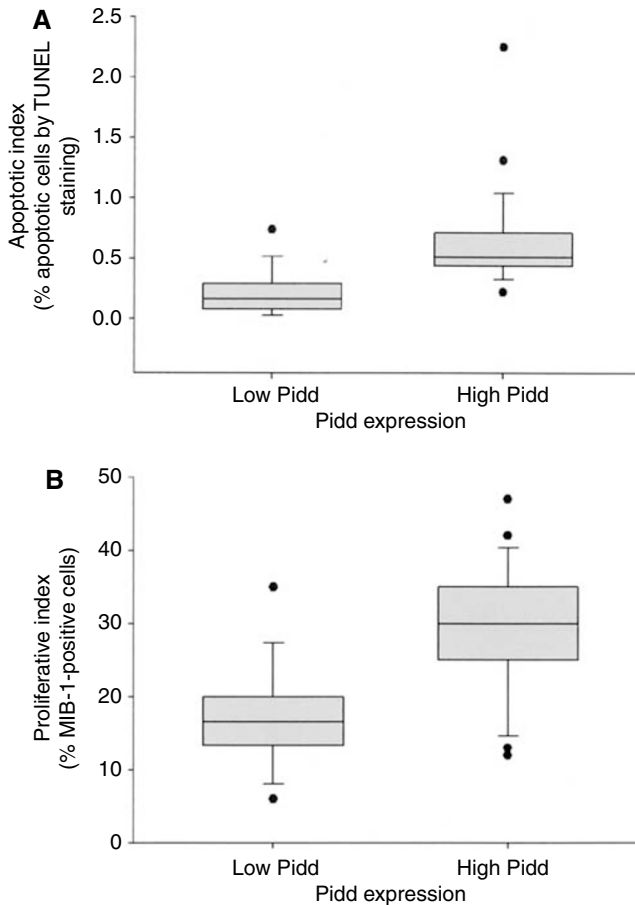 A
Apoptotic index
(% apoptotic cells by TUNEL
staining)
2.5
2.0
1.5
1.0
0.5
0.0
Low Pidd
High Pidd
Pidd expression
B
Proliferative index
(% MIB-1-positive cells)
50
40
30
20
10
0
Low Pidd
High Pidd
Pidd expression